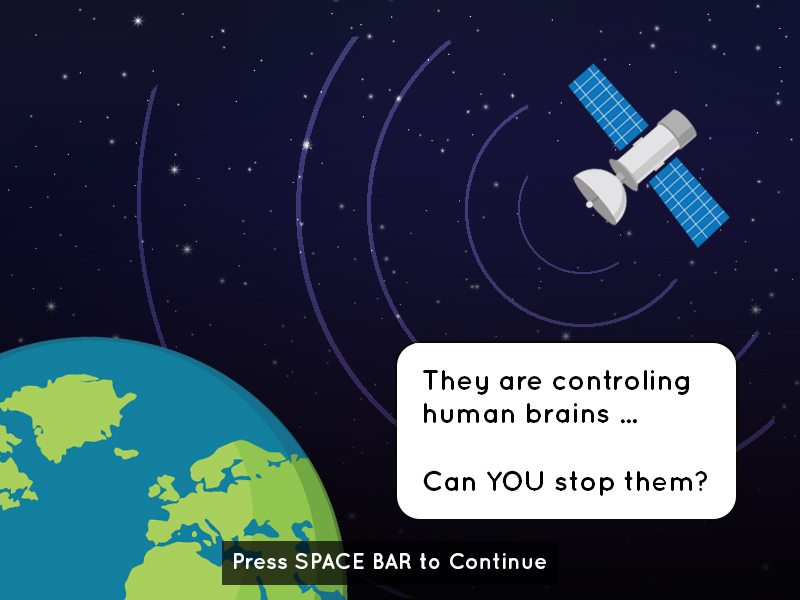 They are controling
human brains ...
Can YOU stop them?
Press SPACE BAR to Continue